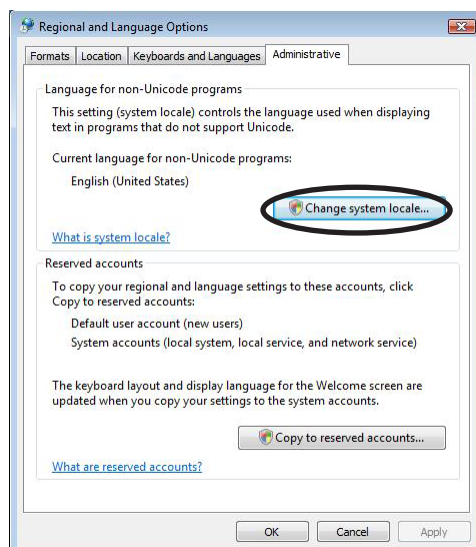 Regional and Language Options
Formats Location Keyboards and Languages Administrative
Language for non-Unicode programs
This setting (system locale) controls the language used when displaying
text in programs that do not support Unicode.
Current language for non-Unicode programs:
English (United States)
Change system locale...
What is system locale?
Reserved accounts
To copy your regional and language settings to these accounts, click
Copy to reserved accounts:
Default user account (new users)
System accounts (local system, local service, and network service)
The keyboard layout and display language for the Welcome screen are
updated when you copy your settings to the system accounts.
Copy to reserved accounts...
What are reserved accounts?
OK Cancel Apply